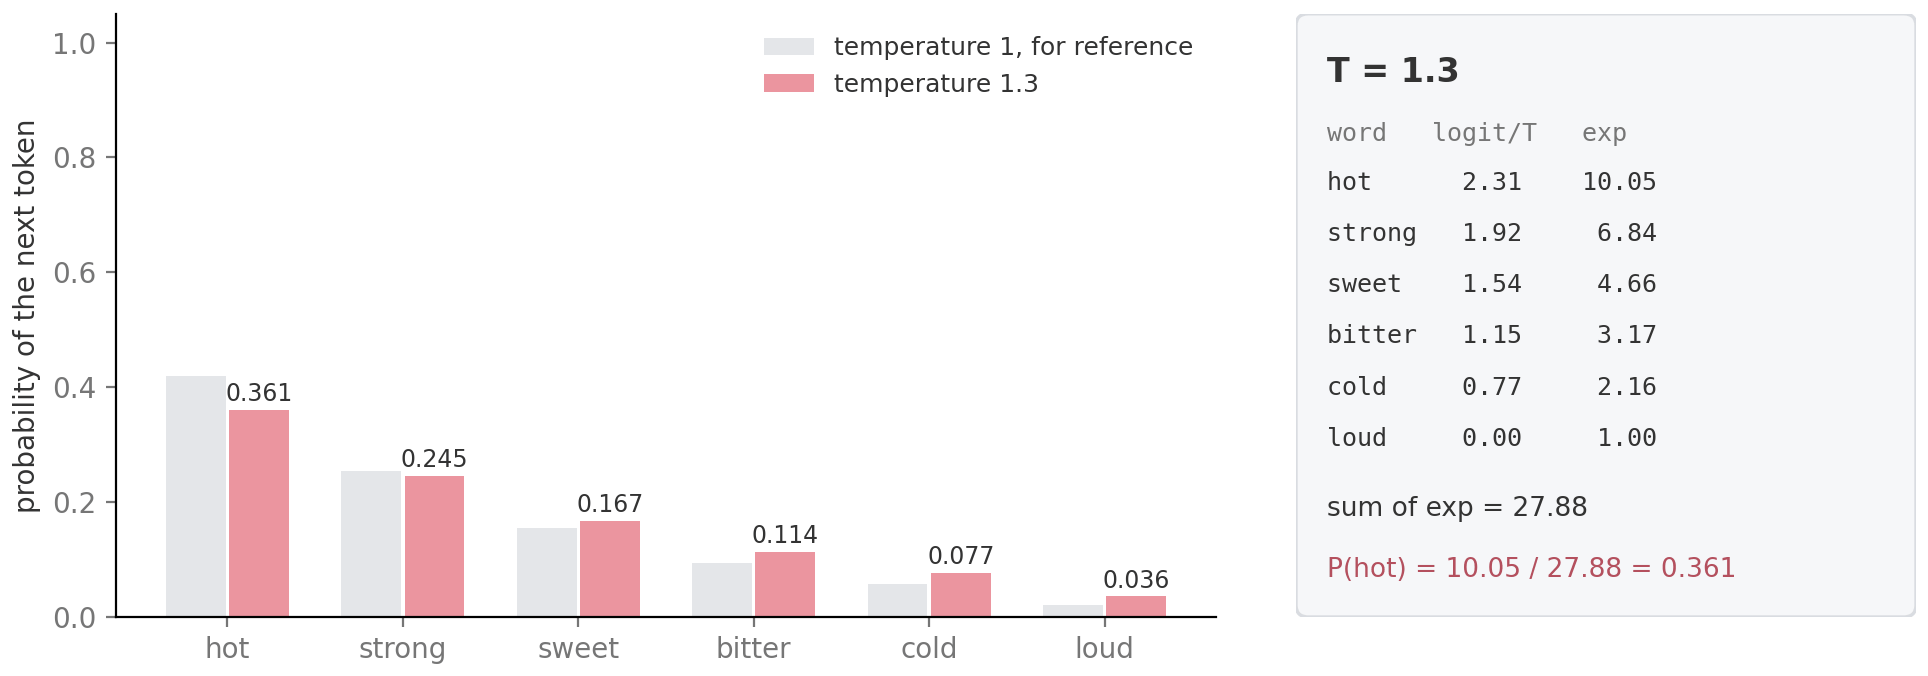 probability of the next token
1.0
0.8
0.6
0.4
0.2
0.0
temperature 1, for reference
temperature 1.3
0.361
0.245
0.167
0.114
0.077
0.036
hot strong sweet bitter cold loud
T = 1.3
word logit/T exp
hot 2.31 10.05
strong 1.92 6.84
sweet 1.54 4.66
bitter 1.15 3.17
cold 0.77 2.16
loud 0.00 1.00
sum of exp = 27.88
P(hot) = 10.05 / 27.88 = 0.361